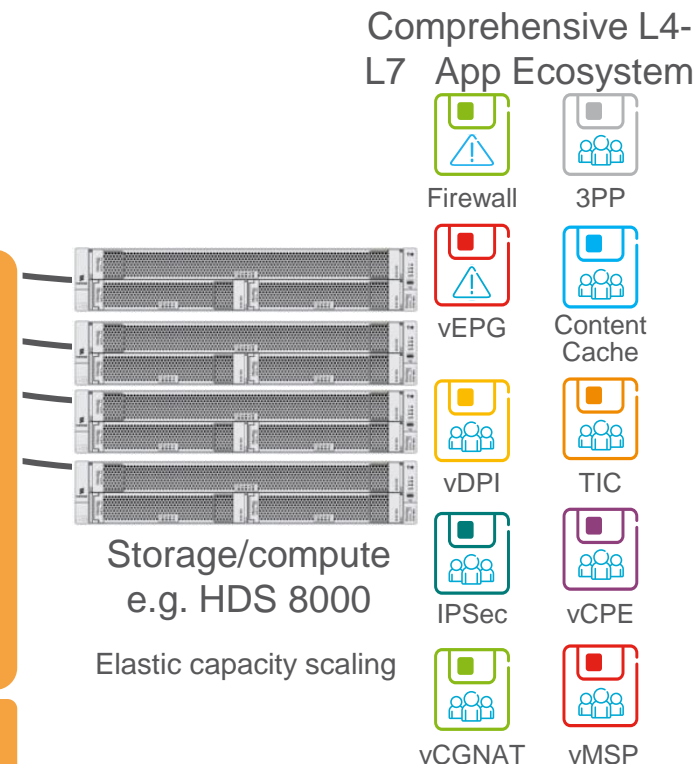 Comprehensive L4-
L7 App Ecosystem
Firewall 3PP
vEPG Content
Cache
vDPI TIC
Storage/compute
e.g. HDS 8000
IPSec vCPE
Elastic capacity scaling
vCGNAT vMSP